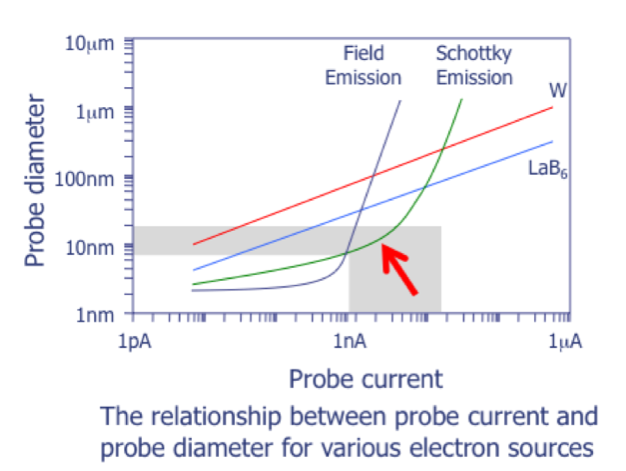 10μm
Field
Emission
Schottky
Emission
W
1μm
LaB₆
100nm
Probe diameter
10nm
1nm
1pA
1nA
1μA
Probe current
The relationship between probe current and
probe diameter for various electron sources